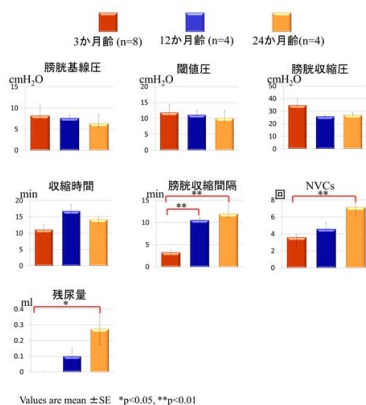 3か月齢 (n=8) 12か月齢 (n=4) 24か月齢 (n=4)
膀胱基線圧 閾値圧 膀胱収縮圧
cmH₂O cmH₂O cmH₂O
15 20 50
10 15 40
5 10 30
0 5 20
0 10
0
収縮時間 膀胱収縮間隔 NVCs
min min 回
** ** **
20 15 8
15 10 6
10 5 4
5 0 2
0 0
残尿量
ml
*
0.4
0.3
0.2
0.1
0
Values are mean ±SE *p<0.05, **p<0.01